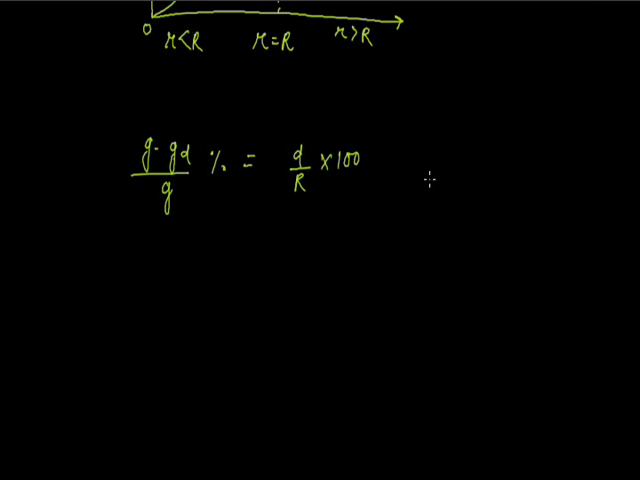 0 r<R r=R r>R
g-gd/g % = d/R ×100